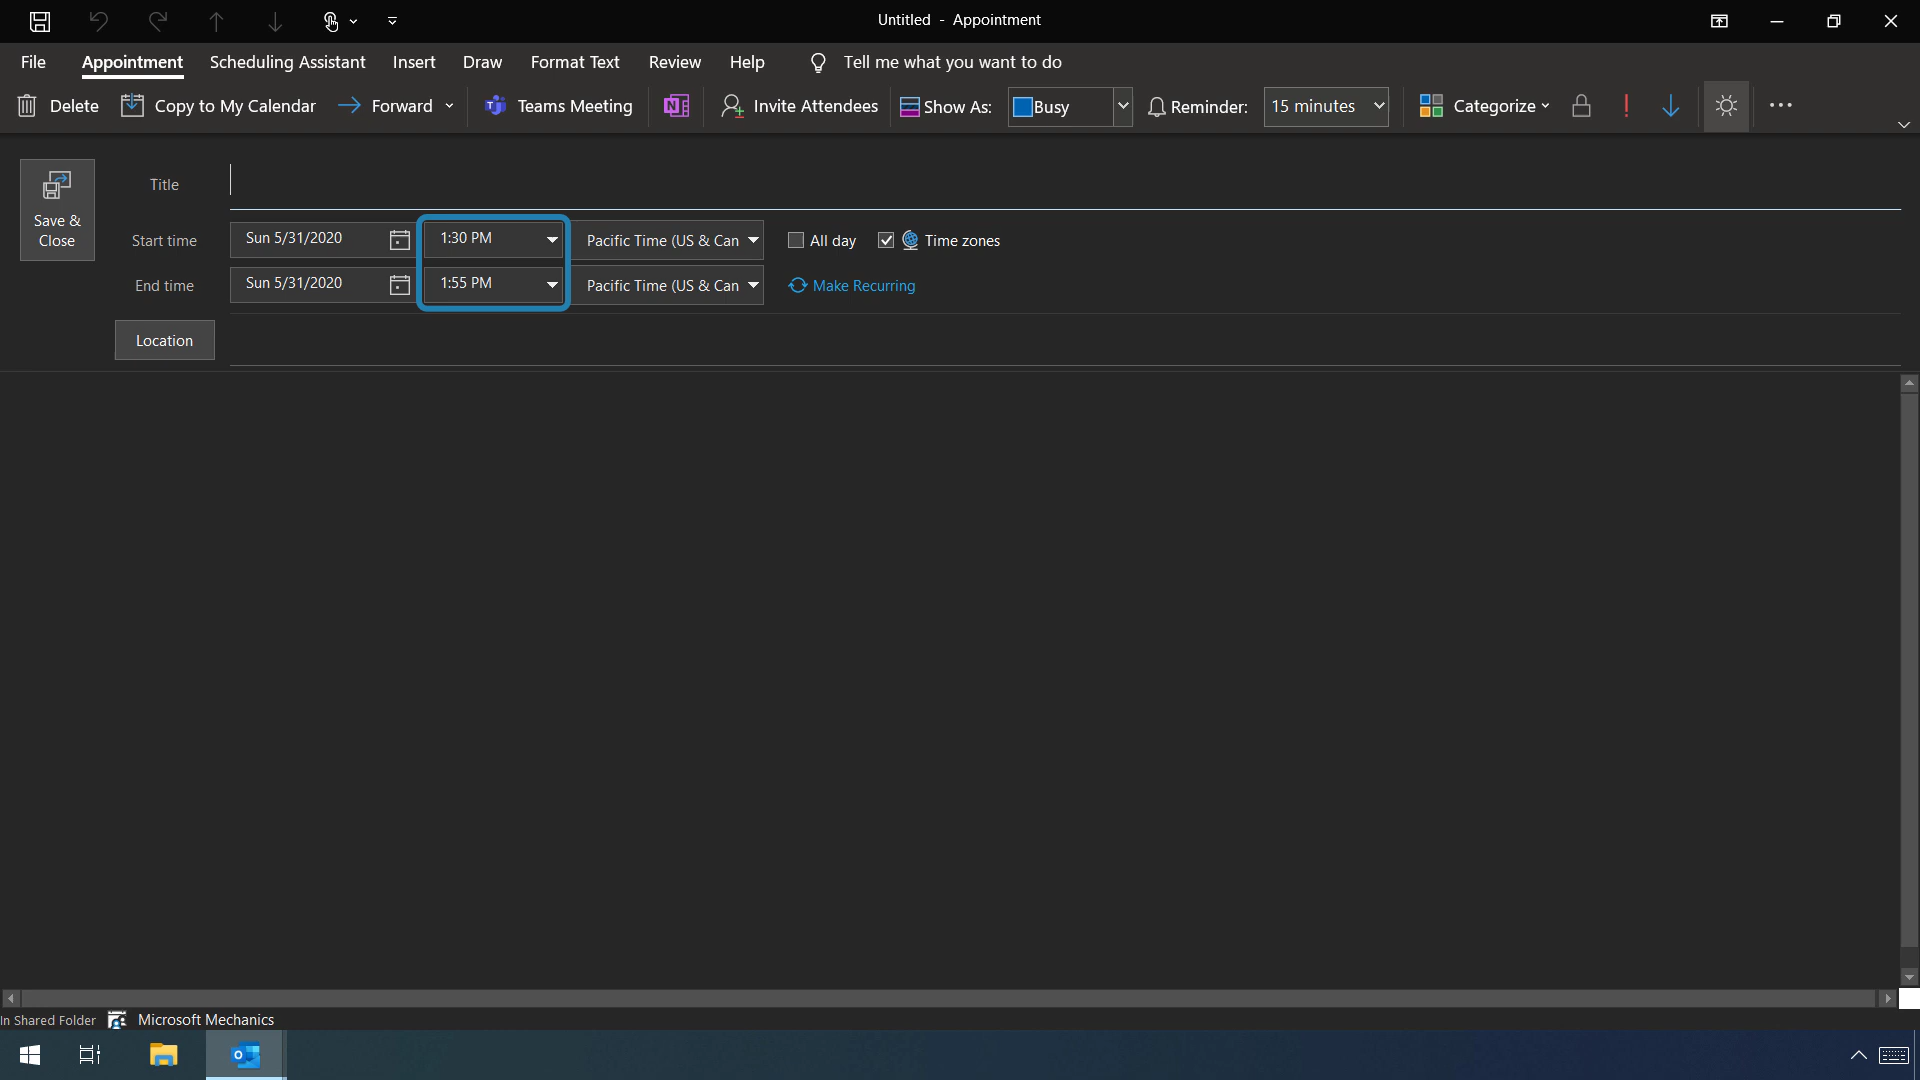 Untitled - Appointment
File Appointment Scheduling Assistant Insert Draw Format Text Review Help Tell me what you want to do
Delete Copy to My Calendar Forward Teams Meeting Invite Attendees Show As: Busy Reminder: 15 minutes Categorize
Title
Save & Close
Start time Sun 5/31/2020 1:30 PM Pacific Time (US & Can All day Time zones
End time Sun 5/31/2020 1:55 PM Pacific Time (US & Can Make Recurring
Location
In Shared Folder Microsoft Mechanics